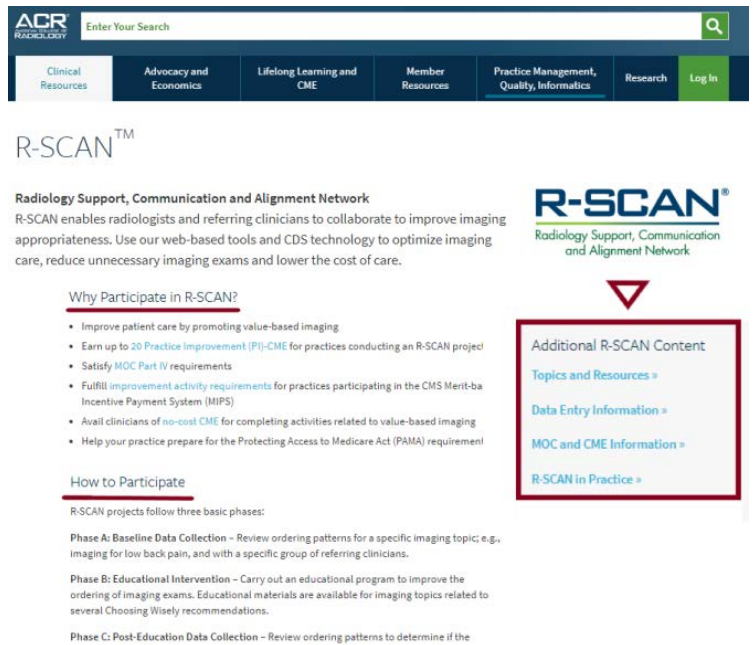 ACR
AMERICAN COLLEGE OF
RADIOLOGY
Enter Your Search
Clinical
Resources
Advocacy and
Economics
Lifelong Learning and
CME
Member
Resources
Practice Management,
Quality, Informatics
Research
Log In
R-SCAN™
Radiology Support, Communication and Alignment Network
R-SCAN enables radiologists and referring clinicians to collaborate to improve imaging
appropriateness. Use our web-based tools and CDS technology to optimize imaging
care, reduce unnecessary imaging exams and lower the cost of care.
R-SCAN®
Radiology Support, Communication
and Alignment Network
Why Participate in R-SCAN?
• Improve patient care by promoting value-based imaging
• Earn up to 20 Practice Improvement (PI)-CME for practices conducting an R-SCAN project
• Satisfy MOC Part IV requirements
• Fulfill improvement activity requirements for practices participating in the CMS Merit-ba
Incentive Payment System (MIPS)
• Avail clinicians of no-cost CME for completing activities related to value-based imaging
• Help your practice prepare for the Protecting Access to Medicare Act (PAMA) requirement
How to Participate
R-SCAN projects follow three basic phases:
Phase A: Baseline Data Collection – Review ordering patterns for a specific imaging topic; e.g.,
imaging for low back pain, and with a specific group of referring clinicians.
Phase B: Educational Intervention – Carry out an educational program to improve the
ordering of imaging exams. Educational materials are available for imaging topics related to
several Choosing Wisely recommendations.
Phase C: Post-Education Data Collection – Review ordering patterns to determine if the
Additional R-SCAN Content
Topics and Resources »
Data Entry Information »
MOC and CME Information »
R-SCAN in Practice »